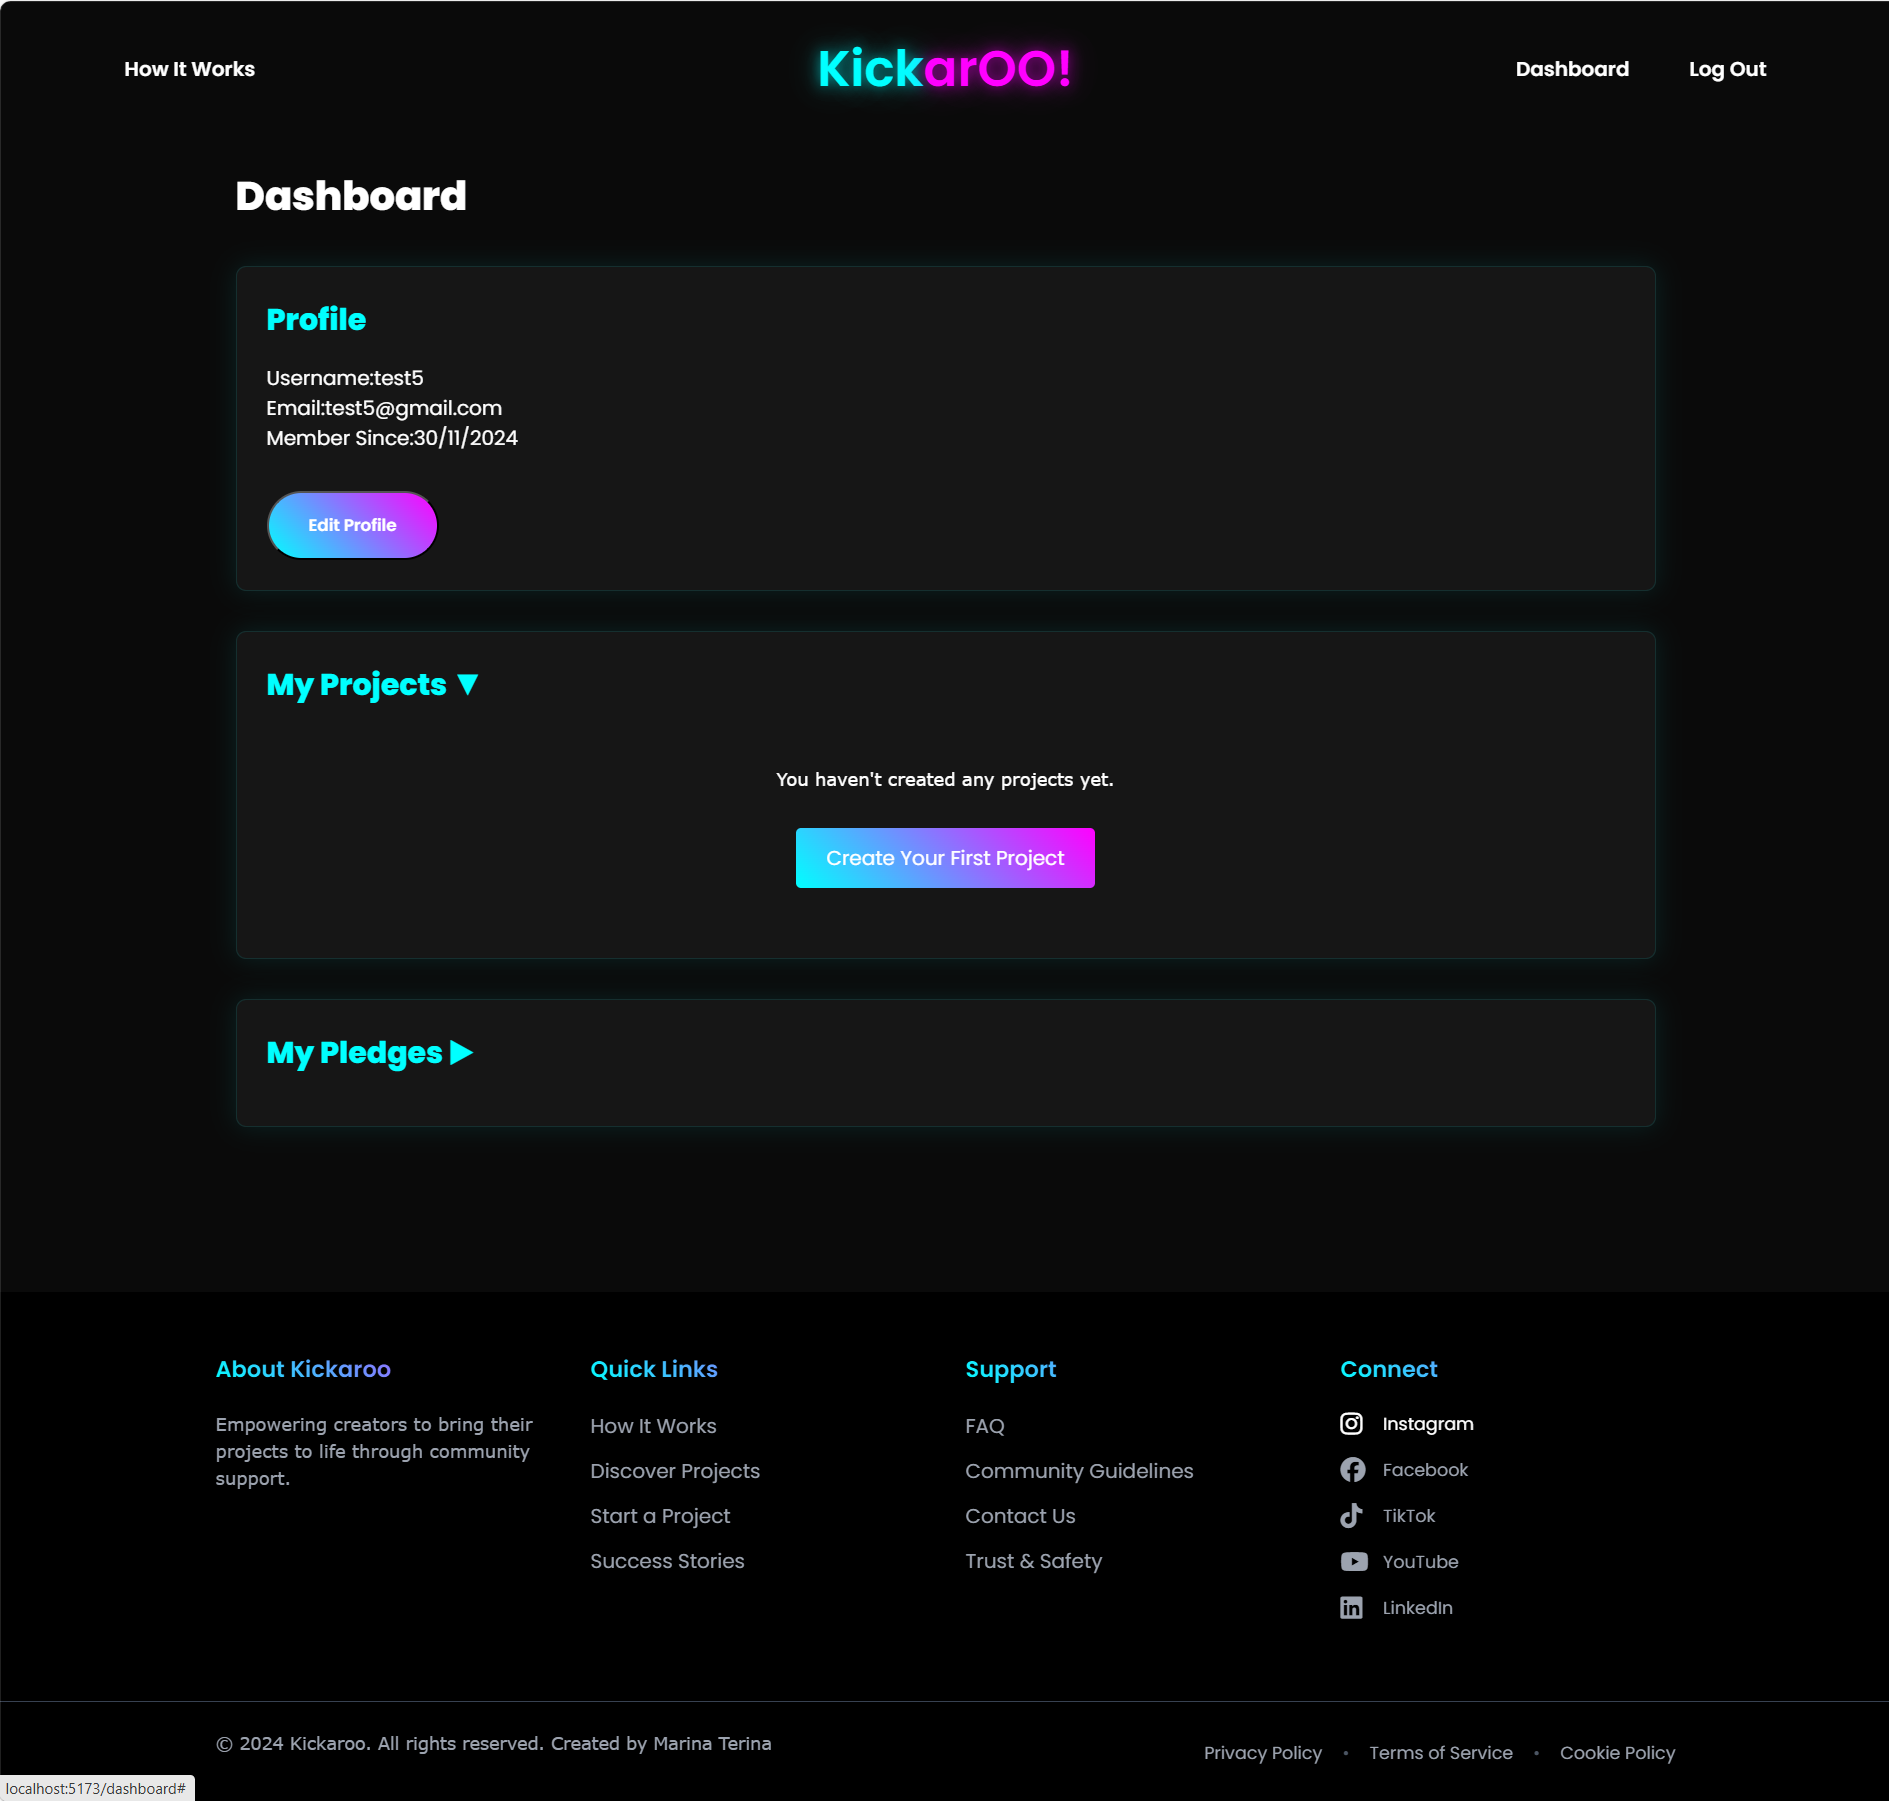 How It Works
KickarOO!
Dashboard
Log Out
Dashboard
Profile
Username:test5
Email:test5@gmail.com
Member Since:30/11/2024
Edit Profile
My Projects ▼
You haven't created any projects yet.
Create Your First Project
My Pledges ▶
About Kickaroo
Empowering creators to bring their
projects to life through community
support.
Quick Links
How It Works
Discover Projects
Start a Project
Success Stories
Support
FAQ
Community Guidelines
Contact Us
Trust & Safety
Connect
Instagram
Facebook
TikTok
YouTube
LinkedIn
© 2024 Kickaroo. All rights reserved. Created by Marina Terina
Privacy Policy • Terms of Service • Cookie Policy
localhost:5173/dashboard#